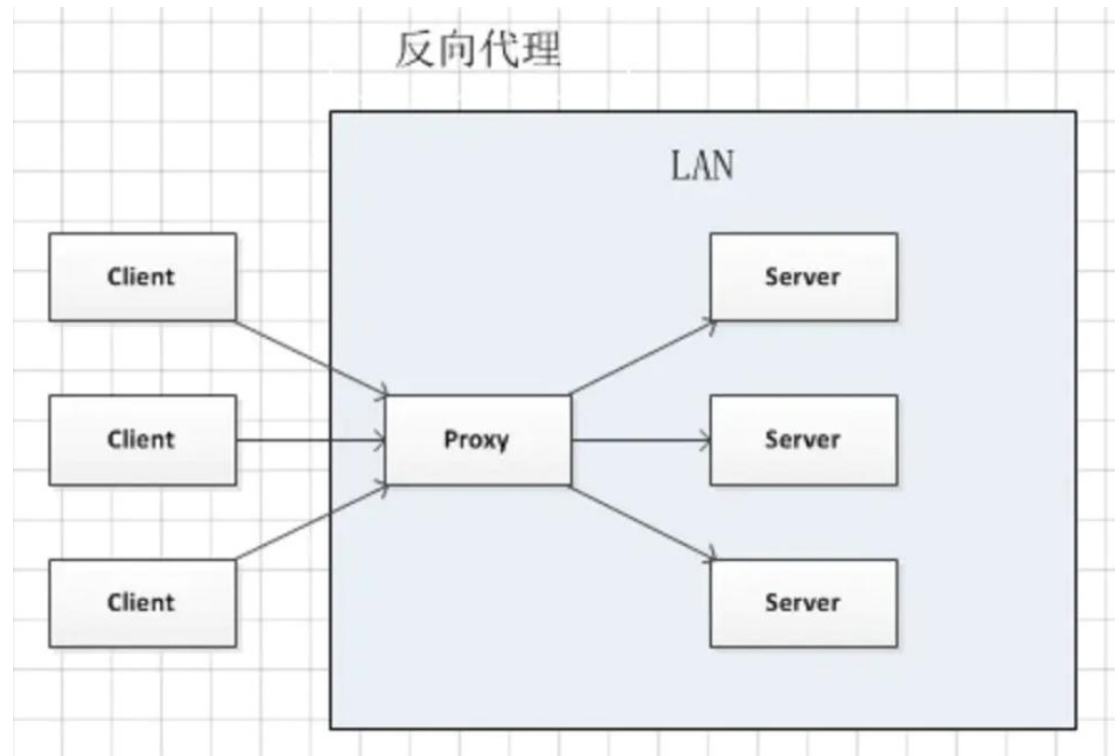 反向代理
LAN
Client
Server
Client
Proxy
Server
Client
Server